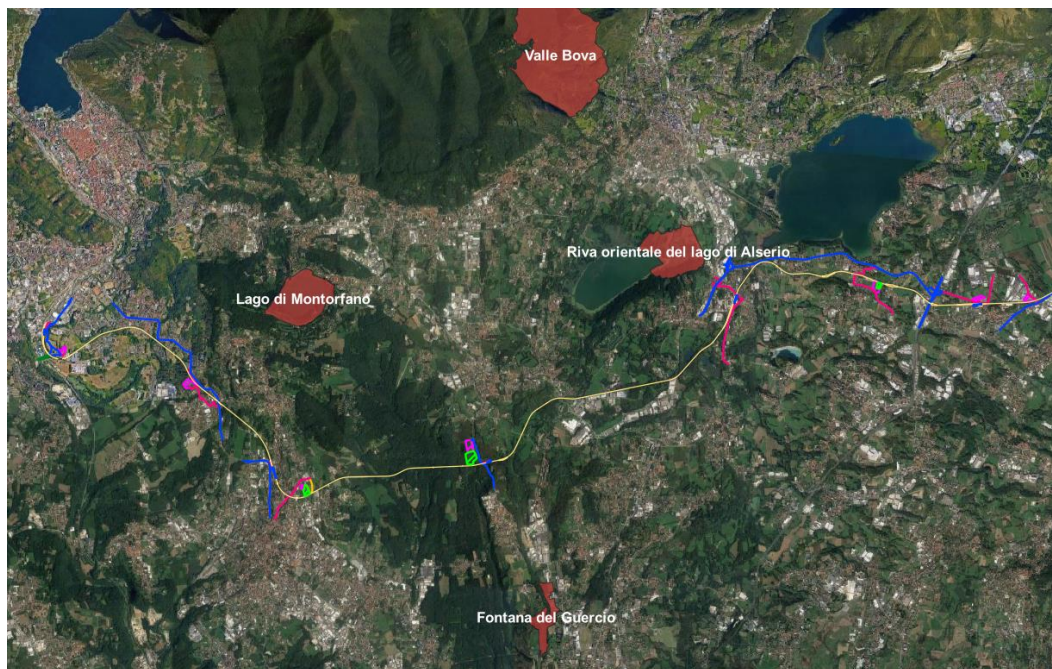 Valle Bova
Riva orientale del lago di Alserio
Lago di Montorfano
Fontana del Guercio